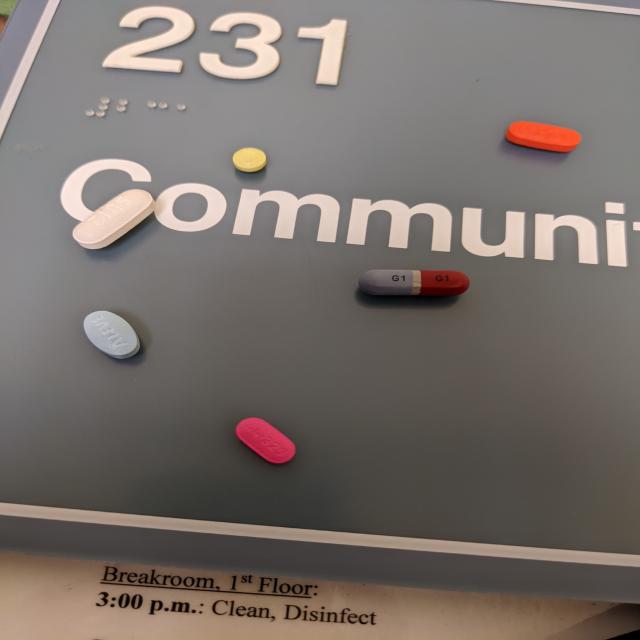 231
Communit
G1 G1
Breakroom, 1st Floor:
3:00 p.m.: Clean, Disinfect